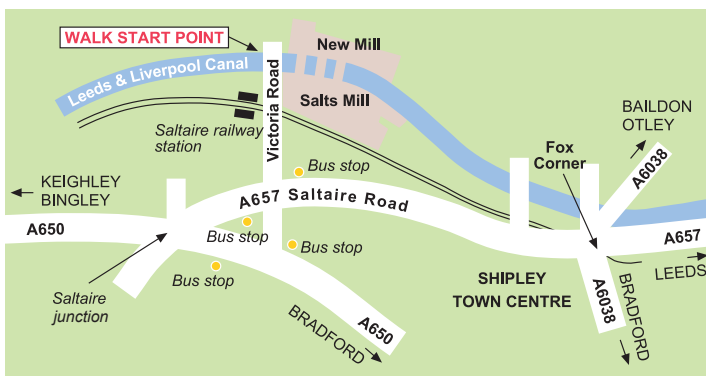 WALK START POINT
New Mill
Leeds & Liverpool Canal
Salts Mill
Victoria Road
Saltaire railway
station
BAILDON
OTLEY
Fox
Corner
A6038
Bus stop
KEIGHLEY
BINGLEY
A657 Saltaire Road
A650
Bus stop
Bus stop
A657
Bus stop
SHIPLEY
TOWN CENTRE
LEEDS
Saltaire
junction
A6038
BRADFORD
BRADFORD
A650